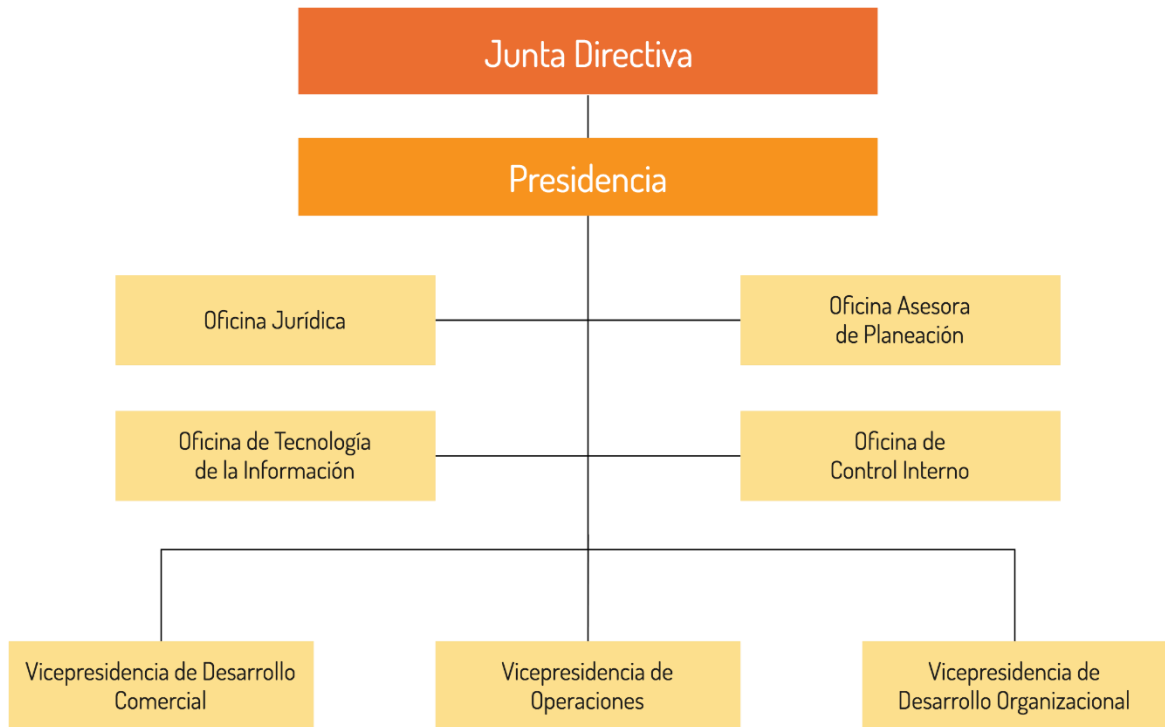 Junta Directiva
Presidencia
Oficina Jurídica
Oficina Asesora
de Planeación
Oficina de Tecnología
de la Información
Oficina de
Control Interno
Vicepresidencia de Desarrollo
Comercial
Vicepresidencia de
Operaciones
Vicepresidencia de
Desarrollo Organizacional